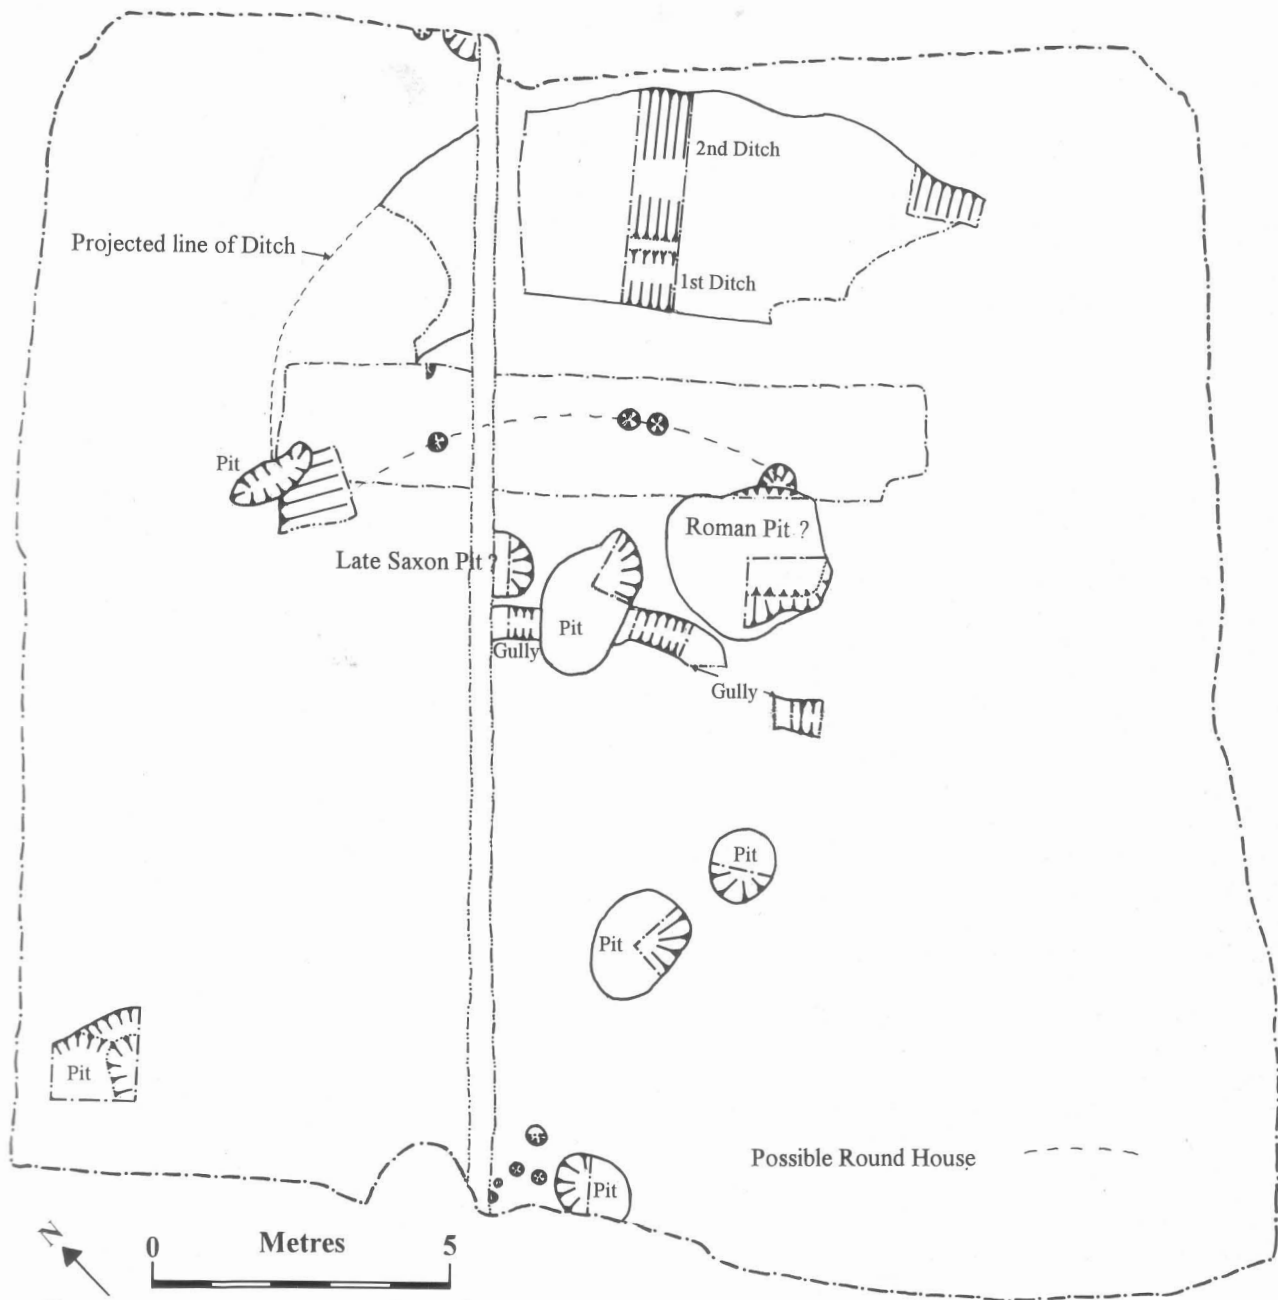 2nd Ditch
Projected line of Ditch
1st Ditch
Pit
Roman Pit ?
Late Saxon Pit ?
Pit
Gully
Gully
Pit
Pit
Pit
Possible Round House
Pit
N
0 Metres 5